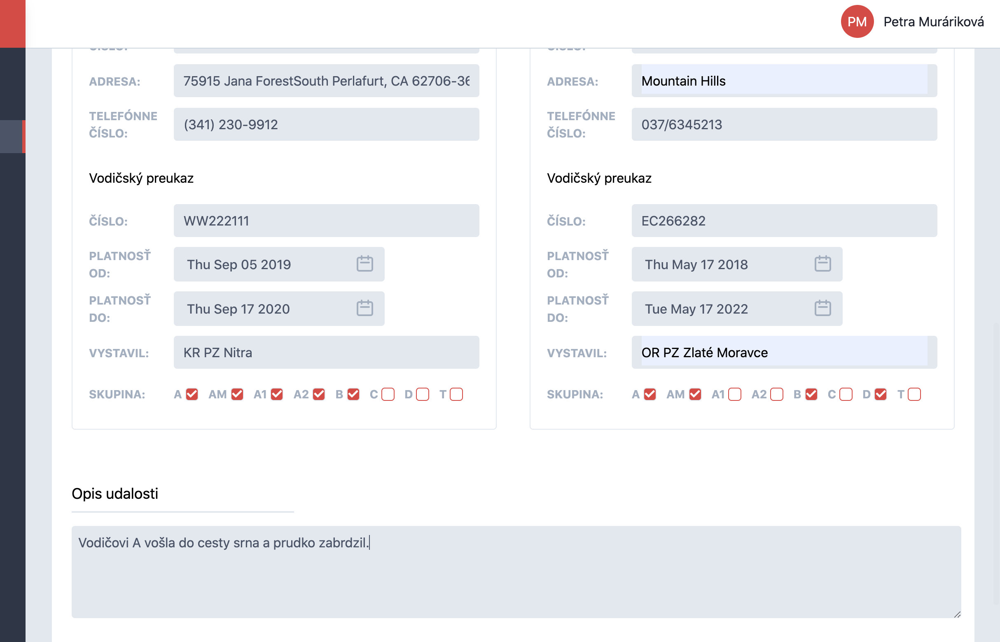 PM Petra Muráriková
ADRESA: 75915 Jana ForestSouth Perlafurt, CA 62706-36
TELEFÓNNE
ČÍSLO: (341) 230-9912
Vodičský preukaz
ČÍSLO: WW222111
PLATNOSŤ
OD: Thu Sep 05 2019
PLATNOSŤ
DO: Thu Sep 17 2020
VYSTAVIL: KR PZ Nitra
SKUPINA: A AM A1 A2 B C D T
ADRESA: Mountain Hills
TELEFÓNNE
ČÍSLO: 037/6345213
Vodičský preukaz
ČÍSLO: EC266282
PLATNOSŤ
OD: Thu May 17 2018
PLATNOSŤ
DO: Tue May 17 2022
VYSTAVIL: OR PZ Zlaté Moravce
SKUPINA: A AM A1 A2 B C D T
Opis udalosti
Vodičovi A vošla do cesty srna a prudko zabrdzil.